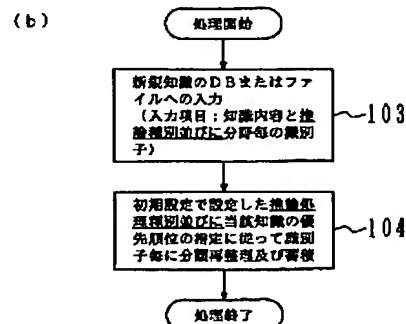 (b)
処理開始
新規知識のDBまたはファ
イルへの入力
(入力項目:知識内容と推
論種別並びに分野毎の識別
子)
103
初期設定で設定した推論処
理種別並びに当該知識の優
先順位の指定に従って識別
子毎に分類再整理及び蓄積
104
処理終了